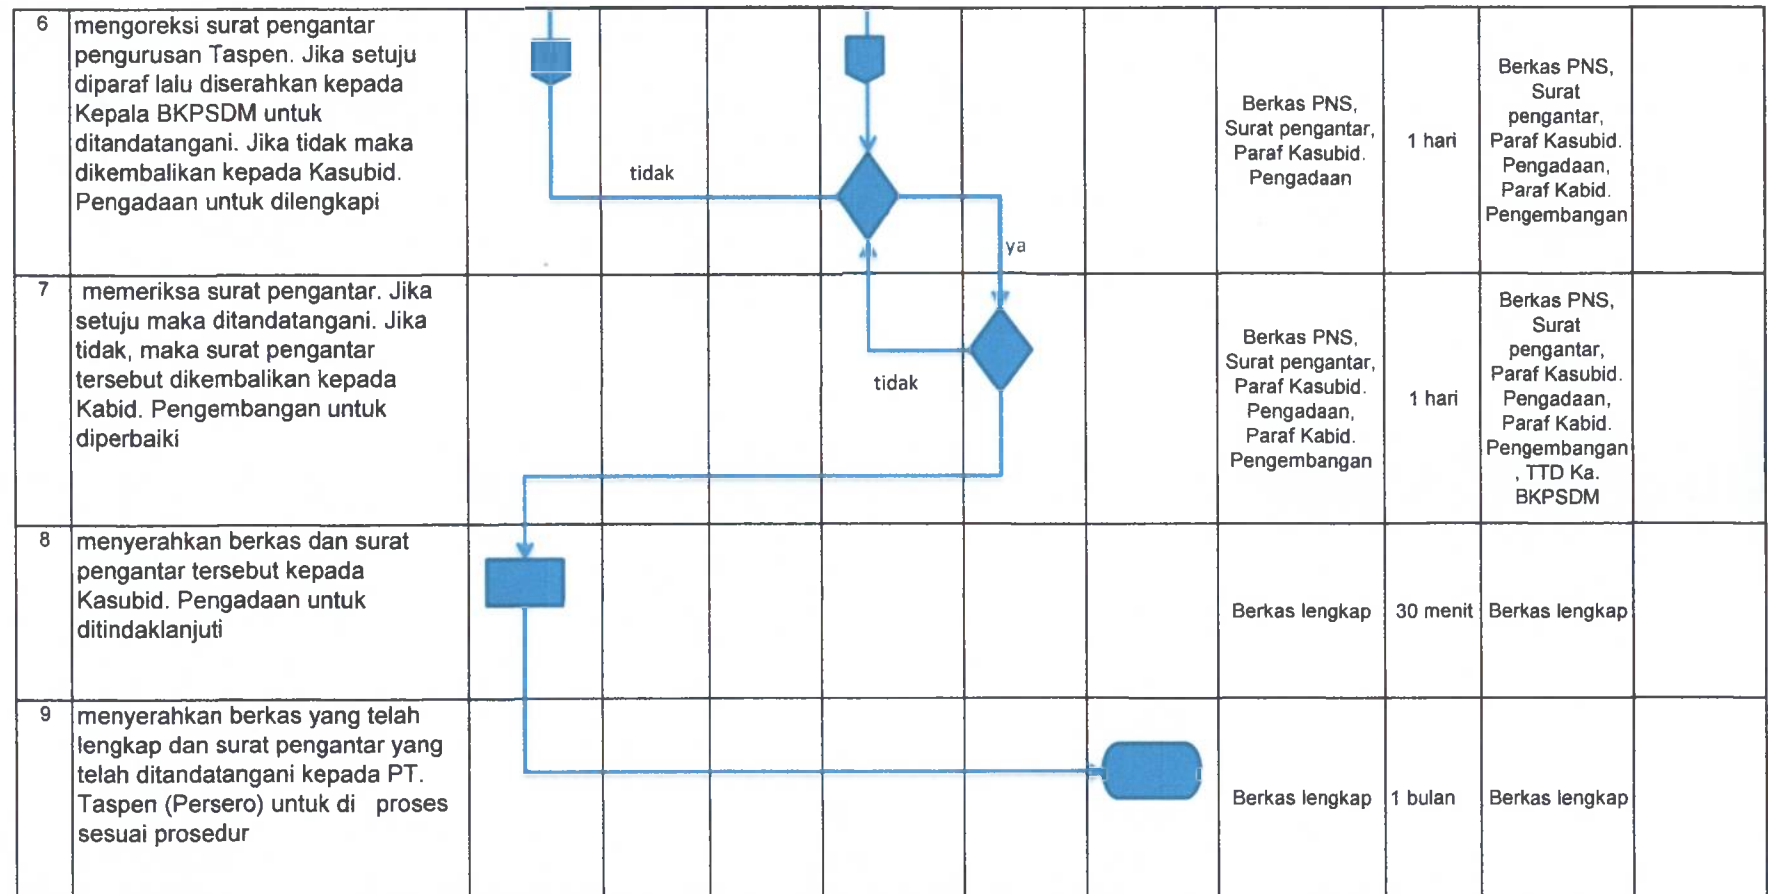 6
mengoreksi surat pengantar
pengurusan Taspen. Jika setuju
diparaf lalu diserahkan kepada
Kepala BKPSDM untuk
ditandatangani. Jika tidak maka
dikembalikan kepada Kasubid.
Pengadaan untuk dilengkapi
tidak
ya
Berkas PNS,
Surat pengantar,
Paraf Kasubid.
Pengadaan
1 hari
Berkas PNS,
Surat
pengantar,
Paraf Kasubid.
Pengadaan,
Paraf Kabid.
Pengembangan
7
memeriksa surat pengantar. Jika
setuju maka ditandatangani. Jika
tidak, maka surat pengantar
tersebut dikembalikan kepada
Kabid. Pengembangan untuk
diperbaiki
tidak
Berkas PNS,
Surat pengantar,
Paraf Kasubid.
Pengadaan,
Paraf Kabid.
Pengembangan
1 hari
Berkas PNS,
Surat
pengantar,
Paraf Kasubid.
Pengadaan,
Paraf Kabid.
Pengembangan
, TTD Ka.
BKPSDM
8
menyerahkan berkas dan surat
pengantar tersebut kepada
Kasubid. Pengadaan untuk
ditindaklanjuti
Berkas lengkap
30 menit
Berkas lengkap
9
menyerahkan berkas yang telah
lengkap dan surat pengantar yang
telah ditandatangani kepada PT.
Taspen (Persero) untuk di proses
sesuai prosedur
Berkas lengkap
1 bulan
Berkas lengkap